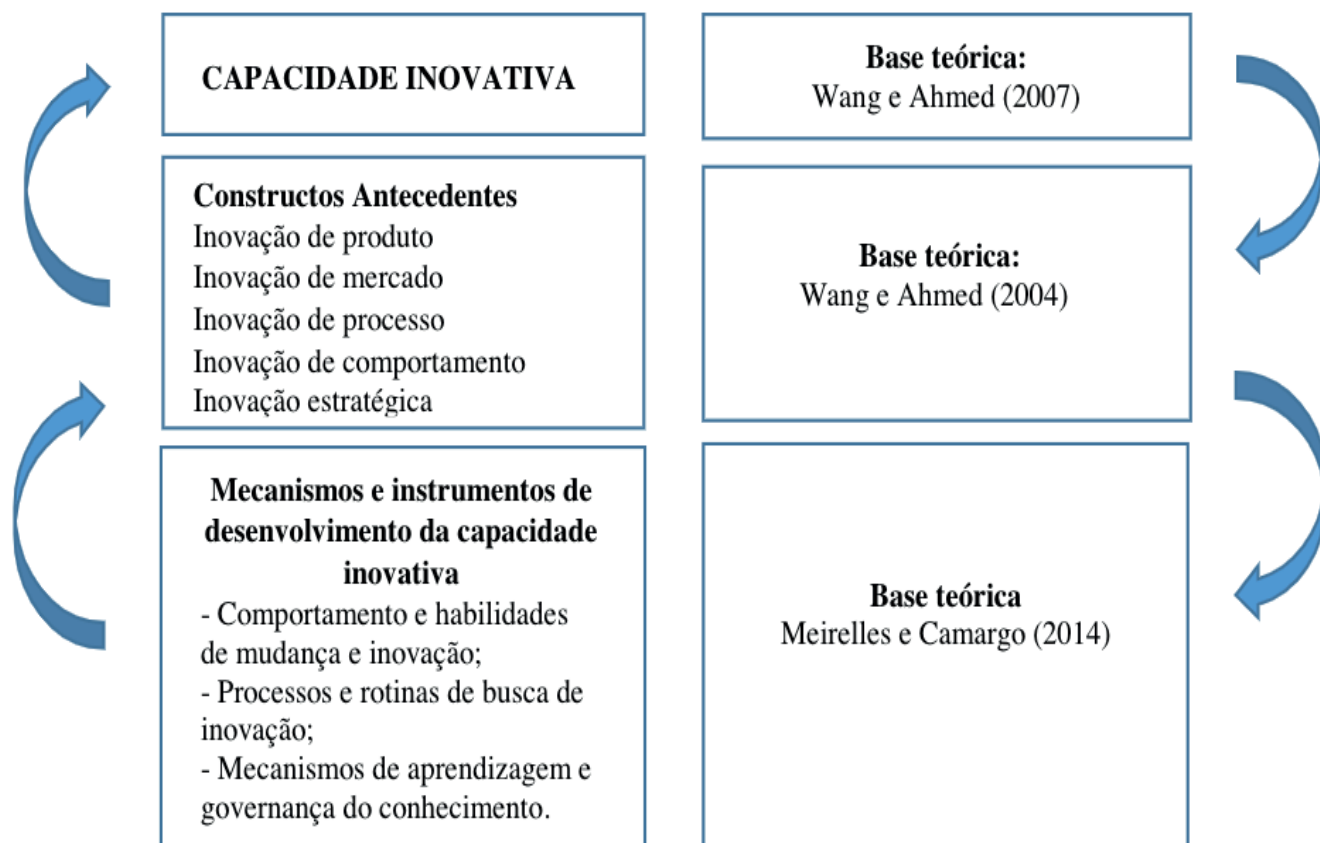 CAPACIDADE INOVATIVA
Base teórica:
Wang e Ahmed (2007)
Constructos Antecedentes
Inovação de produto
Inovação de mercado
Inovação de processo
Inovação de comportamento
Inovação estratégica
Base teórica:
Wang e Ahmed (2004)
Mecanismos e instrumentos de
desenvolvimento da capacidade
inovativa
- Comportamento e habilidades
de mudança e inovação;
- Processos e rotinas de busca de
inovação;
- Mecanismos de aprendizagem e
governança do conhecimento.
Base teórica
Meirelles e Camargo (2014)